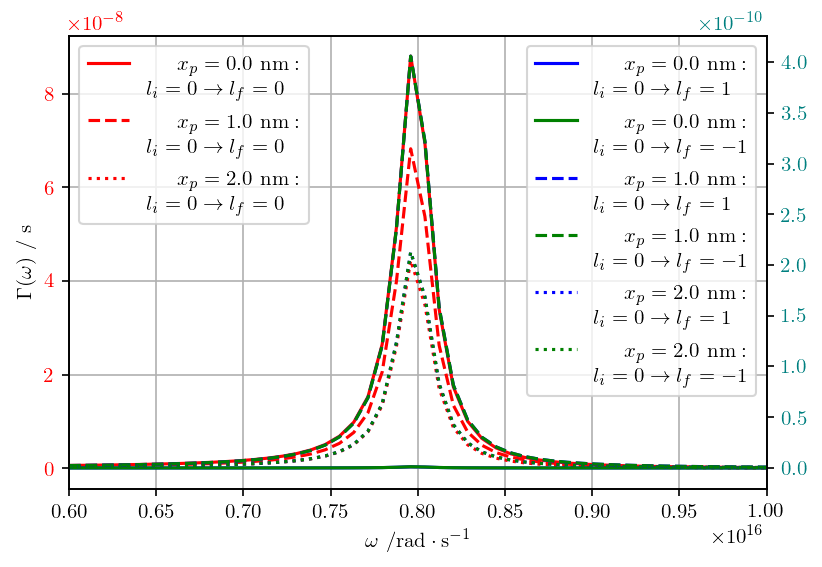 ×10⁻⁸
×10⁻¹⁰
Γ(ω) / s
8
6
4
2
0
x_p = 0.0 nm :
l_i = 0 → l_f = 0
x_p = 1.0 nm :
l_i = 0 → l_f = 0
x_p = 2.0 nm :
l_i = 0 → l_f = 0
x_p = 0.0 nm :
l_i = 0 → l_f = 1
x_p = 0.0 nm :
l_i = 0 → l_f = −1
x_p = 1.0 nm :
l_i = 0 → l_f = 1
x_p = 1.0 nm :
l_i = 0 → l_f = −1
x_p = 2.0 nm :
l_i = 0 → l_f = 1
x_p = 2.0 nm :
l_i = 0 → l_f = −1
4.0
3.5
3.0
2.5
2.0
1.5
1.0
0.5
0.0
0.60 0.65 0.70 0.75 0.80 0.85 0.90 0.95 1.00
×10¹⁶
ω /rad · s⁻¹